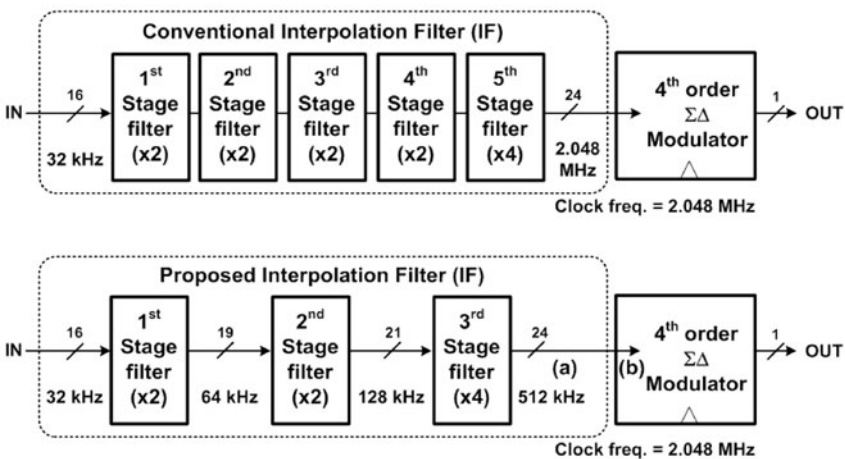 Conventional Interpolation Filter (IF)
IN
16
32 kHz
1st
Stage
filter
(x2)
2nd
Stage
filter
(x2)
3rd
Stage
filter
(x2)
4th
Stage
filter
(x2)
5th
Stage
filter
(x4)
24
2.048
MHz
4th order
ΣΔ
Modulator
1
OUT
Clock freq. = 2.048 MHz
Proposed Interpolation Filter (IF)
IN
16
32 kHz
1st
Stage
filter
(x2)
19
64 kHz
2nd
Stage
filter
(x2)
21
128 kHz
3rd
Stage
filter
(x4)
24
(a)
512 kHz
(b)
4th order
ΣΔ
Modulator
1
OUT
Clock freq. = 2.048 MHz